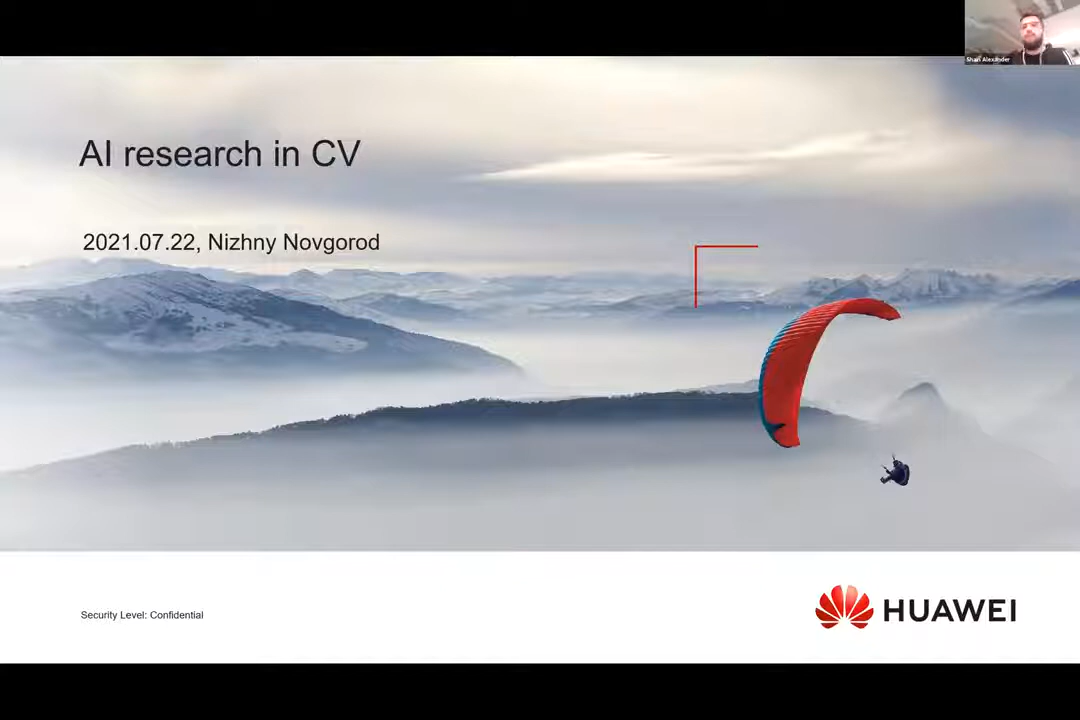 AI research in CV
2021.07.22, Nizhny Novgorod
Security Level: Confidential
HUAWEI